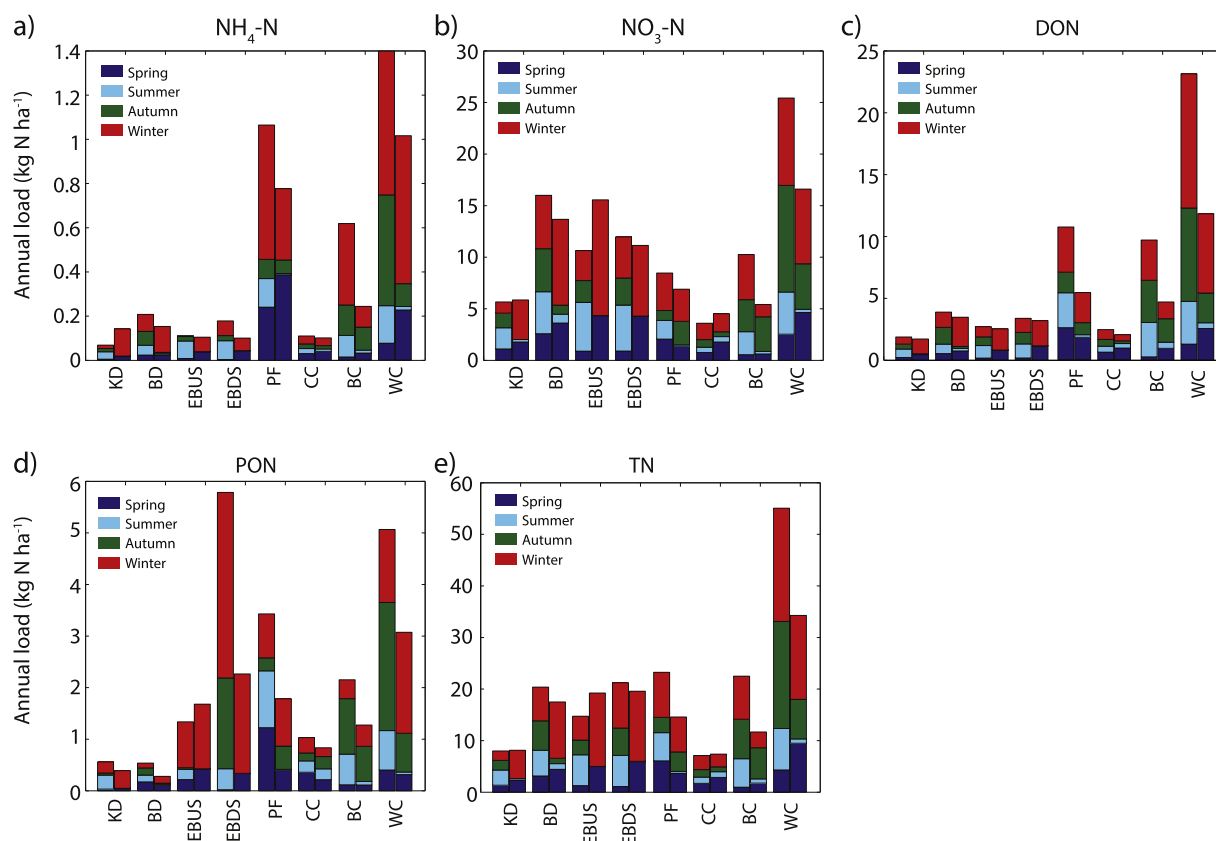 a) NH4-N
1.4
1.2
1
0.8
0.6
0.4
0.2
0
Annual load (kg N ha-1)
Spring
Summer
Autumn
Winter
KD BD EBUS EBDS PF CC BC WC
b) NO3-N
30
25
20
15
10
5
0
Spring
Summer
Autumn
Winter
KD BD EBUS EBDS PF CC BC WC
c) DON
25
20
15
10
5
0
Spring
Summer
Autumn
Winter
KD BD EBUS EBDS PF CC BC WC
d) PON
6
5
4
3
2
1
0
Annual load (kg N ha-1)
Spring
Summer
Autumn
Winter
KD BD EBUS EBDS PF CC BC WC
e) TN
60
50
40
30
20
10
0
Spring
Summer
Autumn
Winter
KD BD EBUS EBDS PF CC BC WC